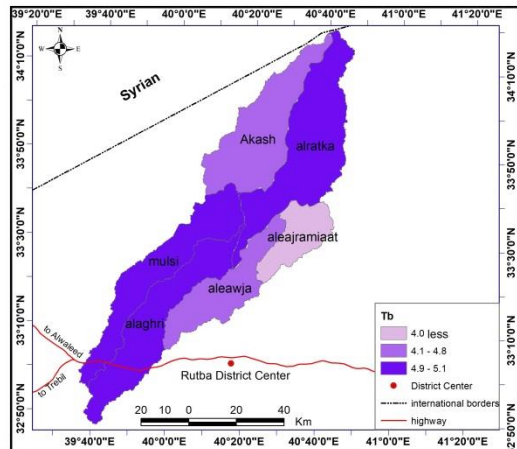 39°20'0"E 39°40'0"E 40°0'0"E 40°20'0"E 40°40'0"E 41°0'0"E 41°20'0"E
N
W E
S
34°10'0"N
33°50'0"N
33°30'0"N
33°10'0"N
32°50'0"N
34°0'0"N
33°50'0"N
33°30'0"N
33°0'0"N
32°50'0"N
Syrian
Akash
alratka
aleajramiaat
mulsi
aleawja
alaghri
to Alwaleed
to Trebil
Rutba District Center
Tb
4.0 less
4.1 - 4.8
4.9 - 5.1
District Center
international borders
highway
20 10 0 20 40
Km
39°40'0"E 40°0'0"E 40°20'0"E 40°40'0"E 41°0'0"E 41°20'0"E